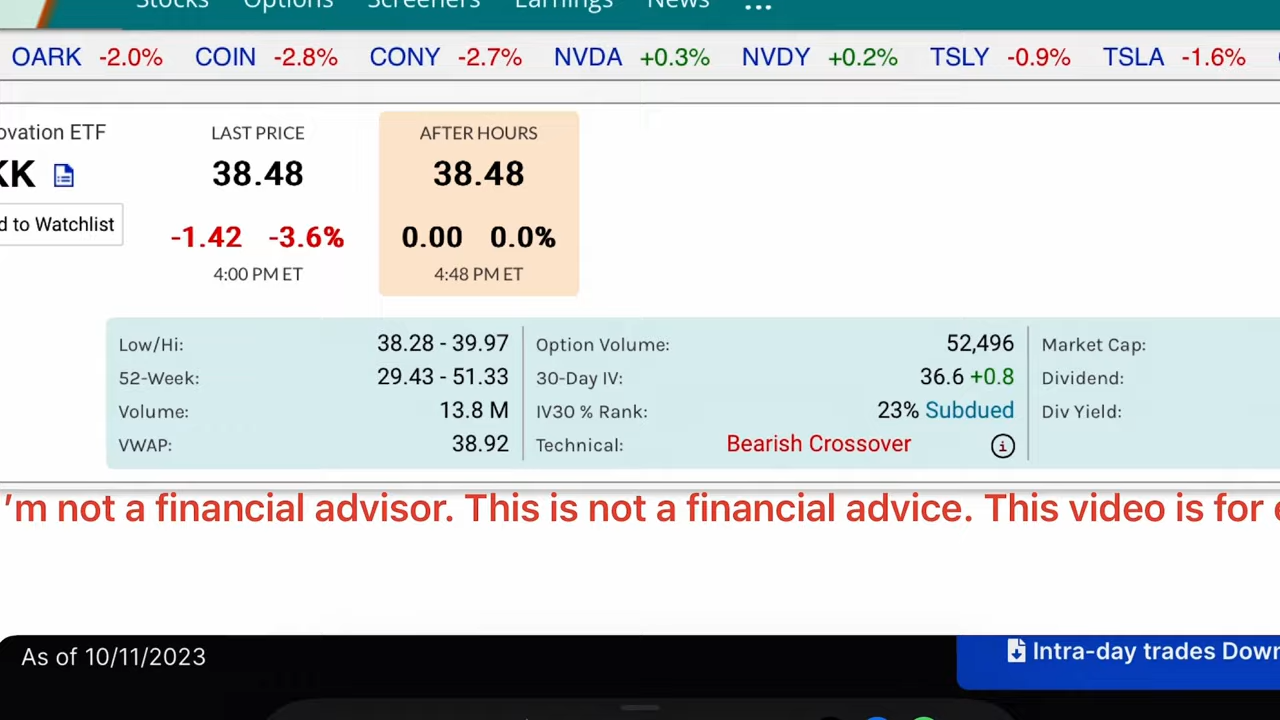 Stocks Options Screeners Earnings News ...
OARK -2.0% COIN -2.8% CONY -2.7% NVDA +0.3% NVDY +0.2% TSLY -0.9% TSLA -1.6%
ovation ETF
KK
d to Watchlist
LAST PRICE
38.48
-1.42 -3.6%
4:00 PM ET
AFTER HOURS
38.48
0.00 0.0%
4:48 PM ET
Low/Hi: 38.28 - 39.97
52-Week: 29.43 - 51.33
Volume: 13.8 M
VWAP: 38.92
Option Volume: 52,496
30-Day IV: 36.6 +0.8
IV30 % Rank: 23% Subdued
Technical: Bearish Crossover
Market Cap:
Dividend:
Div Yield:
'm not a financial advisor. This is not a financial advice. This video is for
As of 10/11/2023
Intra-day trades Down